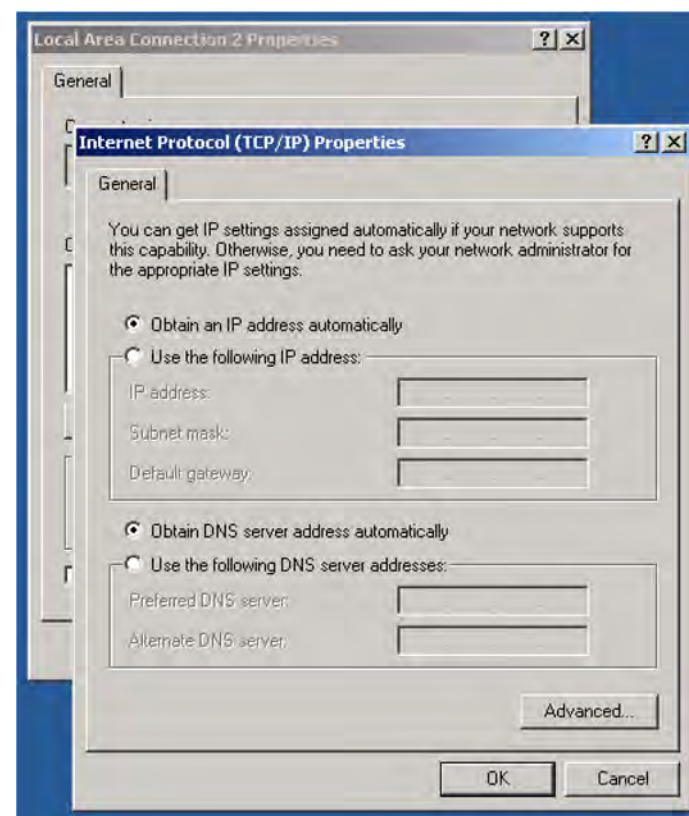 Local Area Connection 2 Properties
General
Internet Protocol (TCP/IP) Properties
General
You can get IP settings assigned automatically if your network supports
this capability. Otherwise, you need to ask your network administrator for
the appropriate IP settings.
Obtain an IP address automatically
Use the following IP address:
IP address:
Subnet mask:
Default gateway:
Obtain DNS server address automatically
Use the following DNS server addresses:
Preferred DNS server:
Alternate DNS server:
Advanced...
OK
Cancel